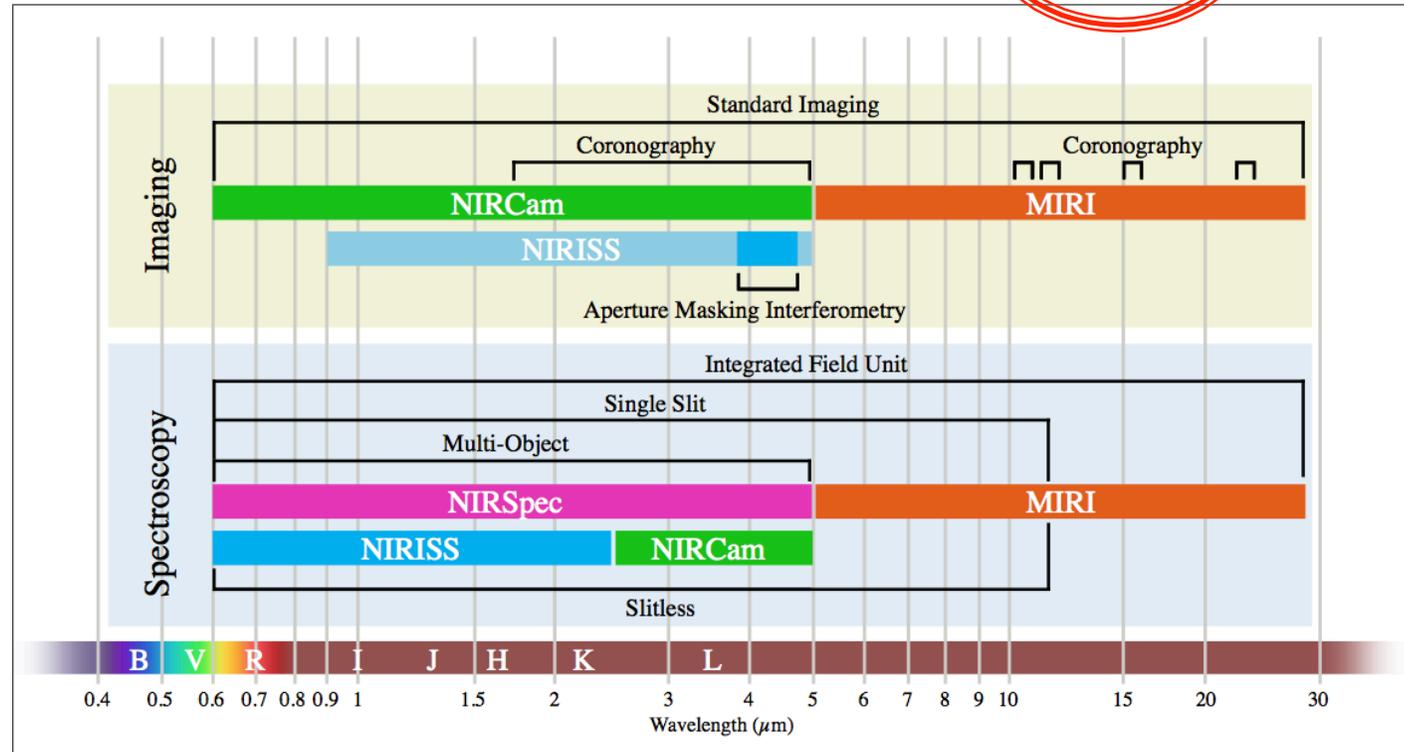 Standard Imaging
Coronography
Coronography
Imaging
NIRCam
MIRI
NIRISS
Aperture Masking Interferometry
Integrated Field Unit
Single Slit
Multi-Object
Spectroscopy
NIRSpec
MIRI
NIRISS
NIRCam
Slitless
B V R I J H K L
0.4 0.5 0.6 0.7 0.8 0.9 1 1.5 2 3 4 5 6 7 8 9 10 15 20 30
Wavelength (μm)